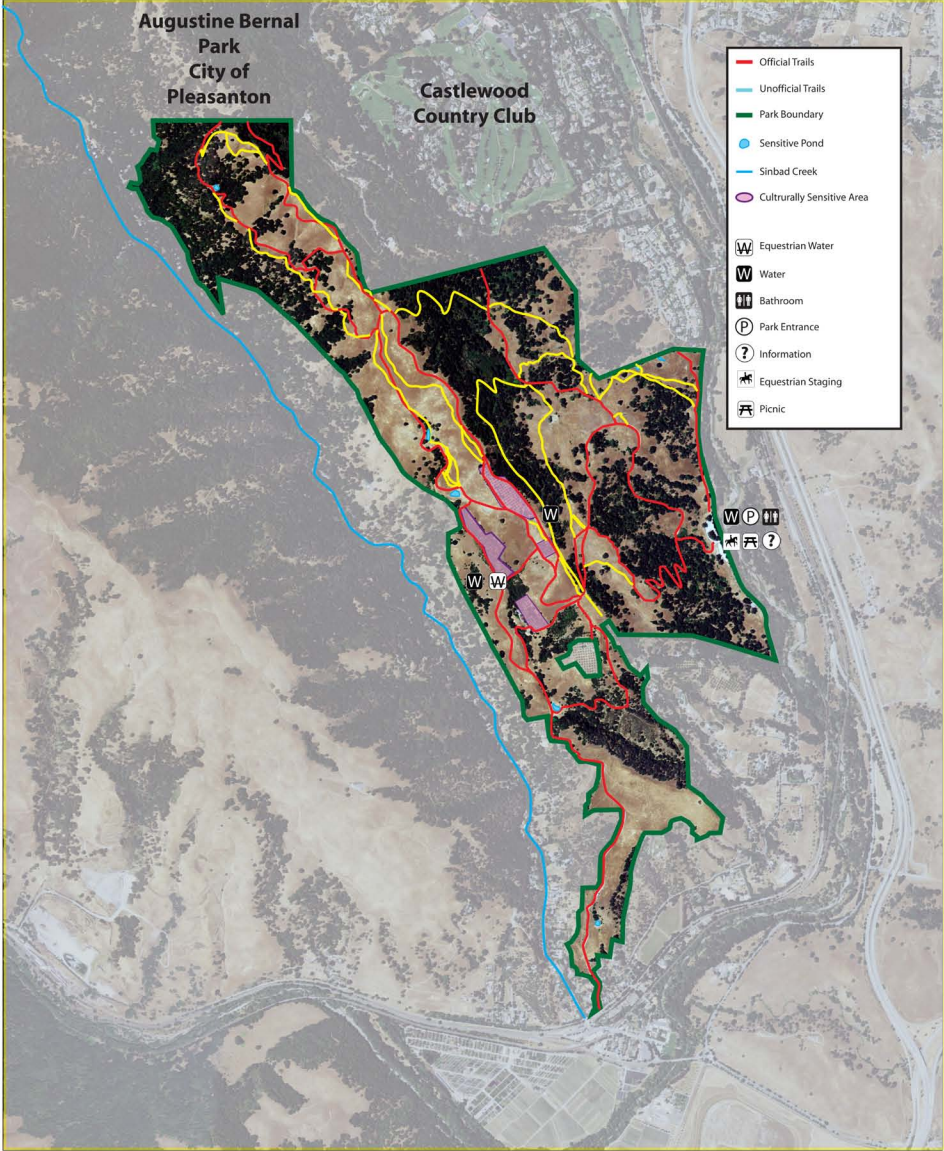 Augustine Bernal
Park
City of
Pleasanton
Castlewood
Country Club
Official Trails
Unofficial Trails
Park Boundary
Sensitive Pond
Sinbad Creek
Cultrurally Sensitive Area
W Equestrian Water
W Water
Bathroom
P Park Entrance
? Information
Equestrian Staging
Picnic
W
W P
?
W W